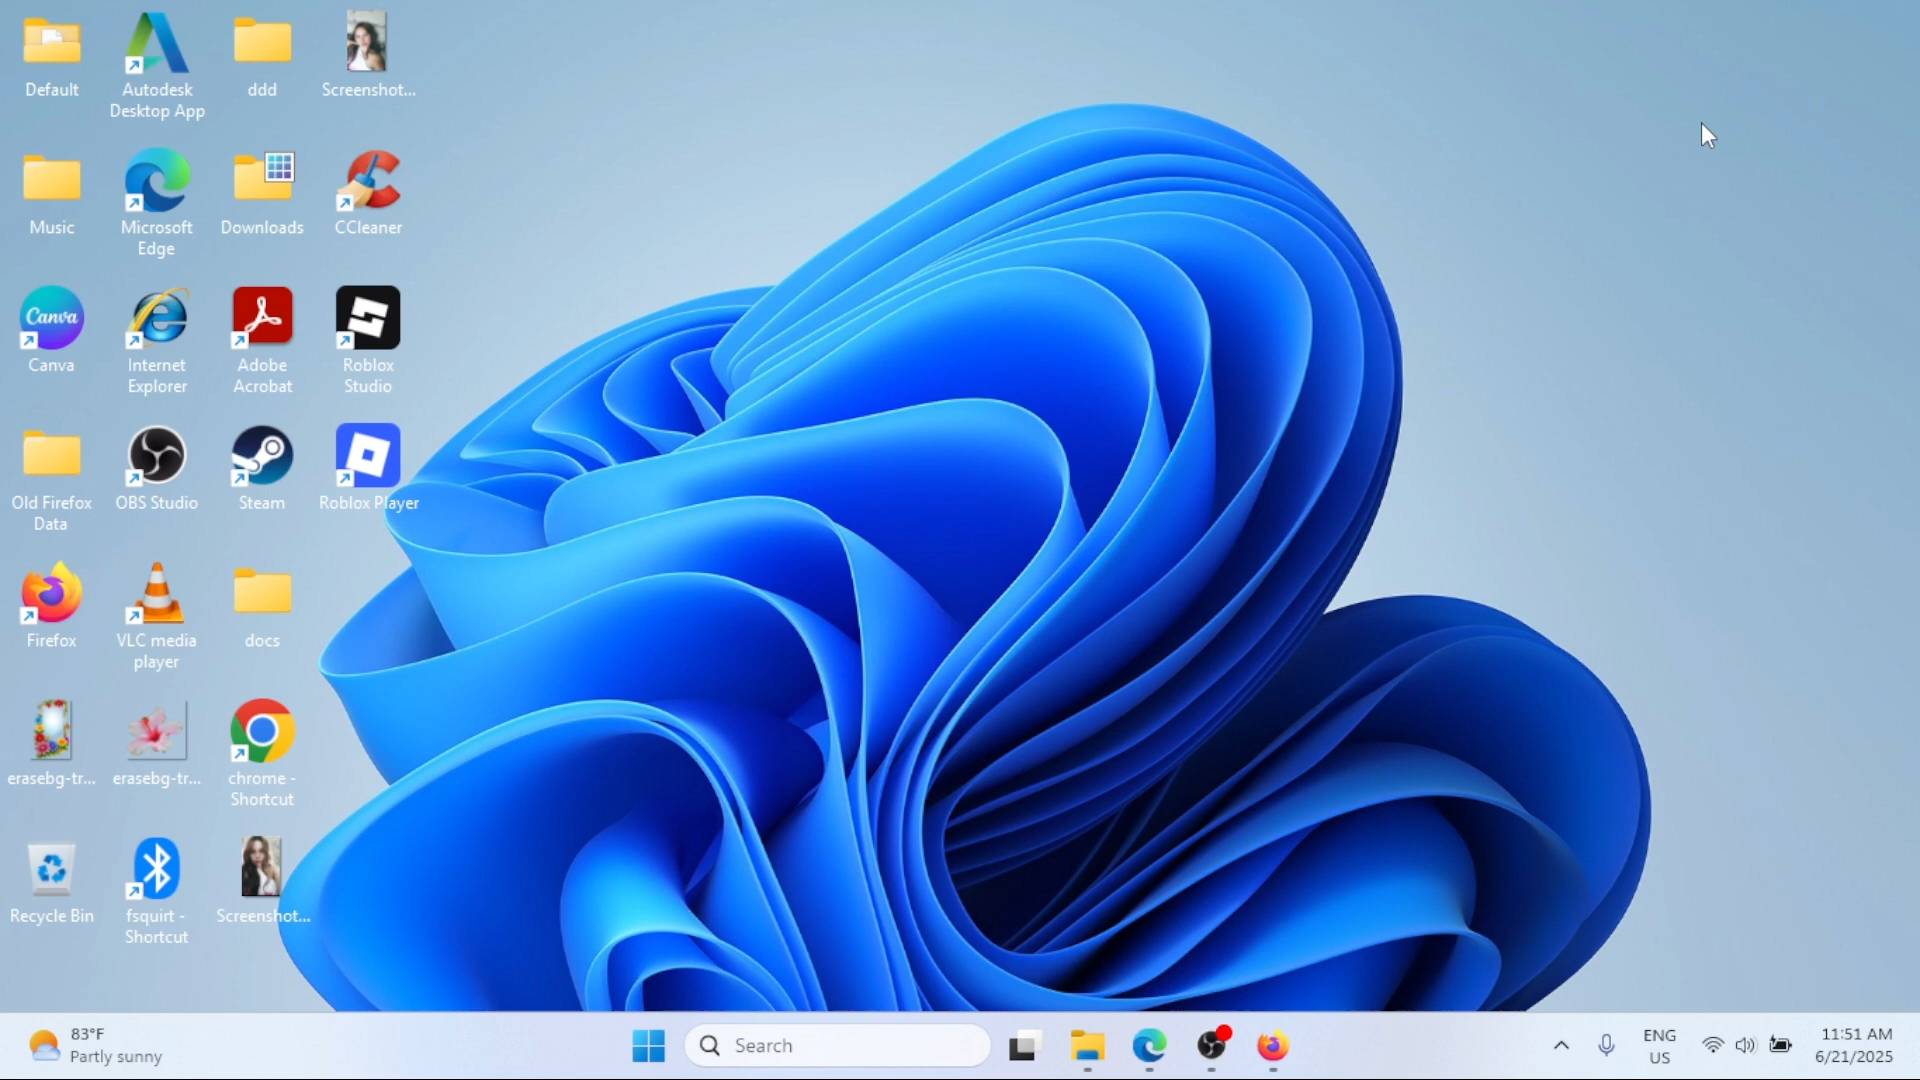 Default
Autodesk
Desktop App
ddd
Screenshot...
Music
Microsoft
Edge
Downloads
CCleaner
Canva
Canva
Internet
Explorer
Adobe
Acrobat
Roblox
Studio
Old Firefox
Data
OBS Studio
Steam
Roblox Player
Firefox
VLC media
player
docs
erasebg-tr...
erasebg-tr...
chrome -
Shortcut
Recycle Bin
fsquirt -
Shortcut
Screenshot...
83°F
Partly sunny
Search
ENG
US
11:51 AM
6/21/2025